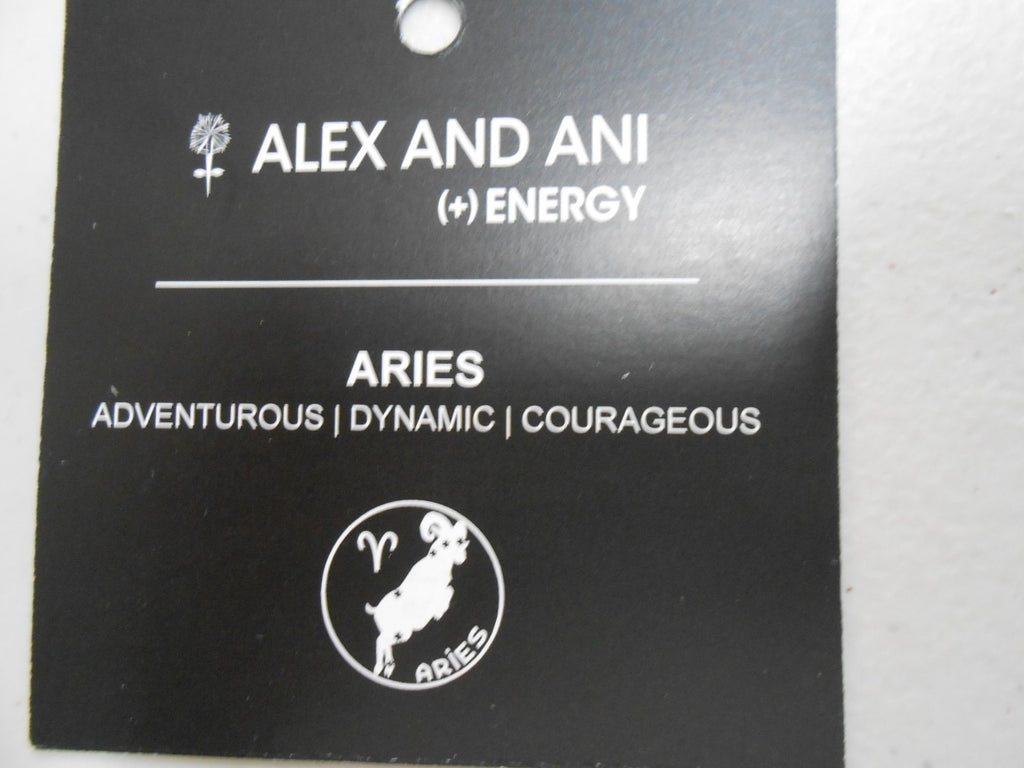 ALEX AND ANI
(+) ENERGY
ARIES
ADVENTUROUS | DYNAMIC | COURAGEOUS
ARIES